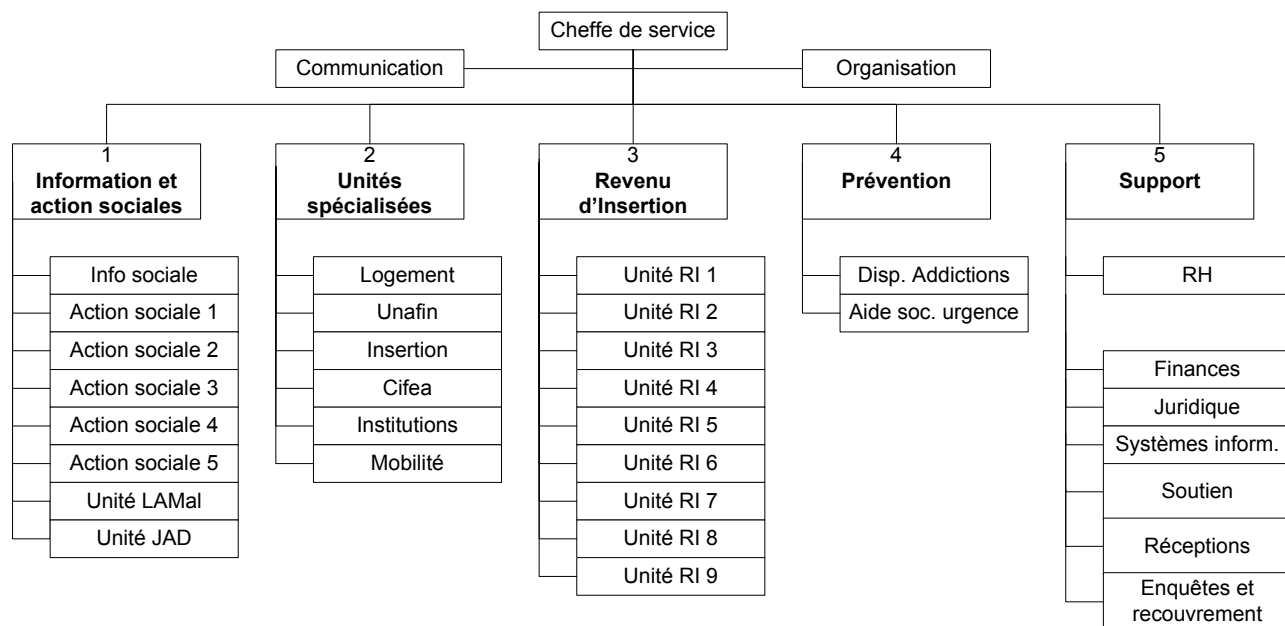 Cheffe de service
Communication
Organisation
1
Information et
action sociales
Info sociale
Action sociale 1
Action sociale 2
Action sociale 3
Action sociale 4
Action sociale 5
Unité LAMal
Unité JAD
2
Unités
spécialisées
Logement
Unafin
Insertion
Cifea
Institutions
Mobilité
3
Revenu
d'Insertion
Unité RI 1
Unité RI 2
Unité RI 3
Unité RI 4
Unité RI 5
Unité RI 6
Unité RI 7
Unité RI 8
Unité RI 9
4
Prévention
Disp. Addictions
Aide soc. urgence
5
Support
RH
Finances
Juridique
Systèmes inform.
Soutien
Réceptions
Enquêtes et
recouvrement